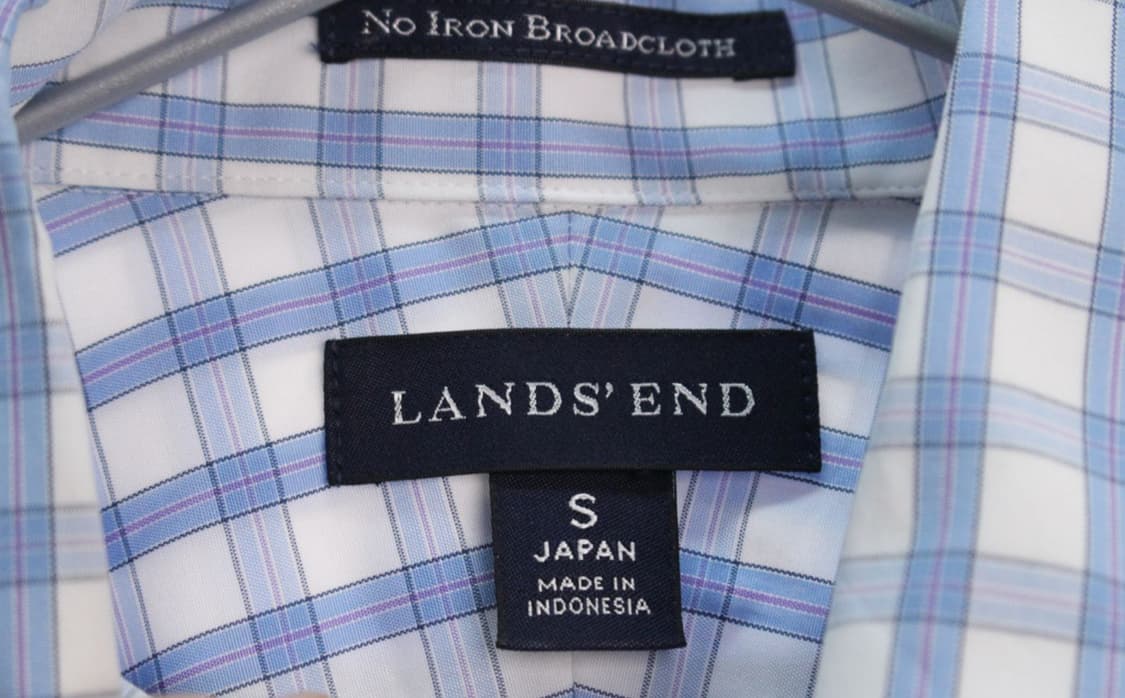 No Iron Broadcloth
LANDS' END
S
JAPAN
MADE IN
INDONESIA